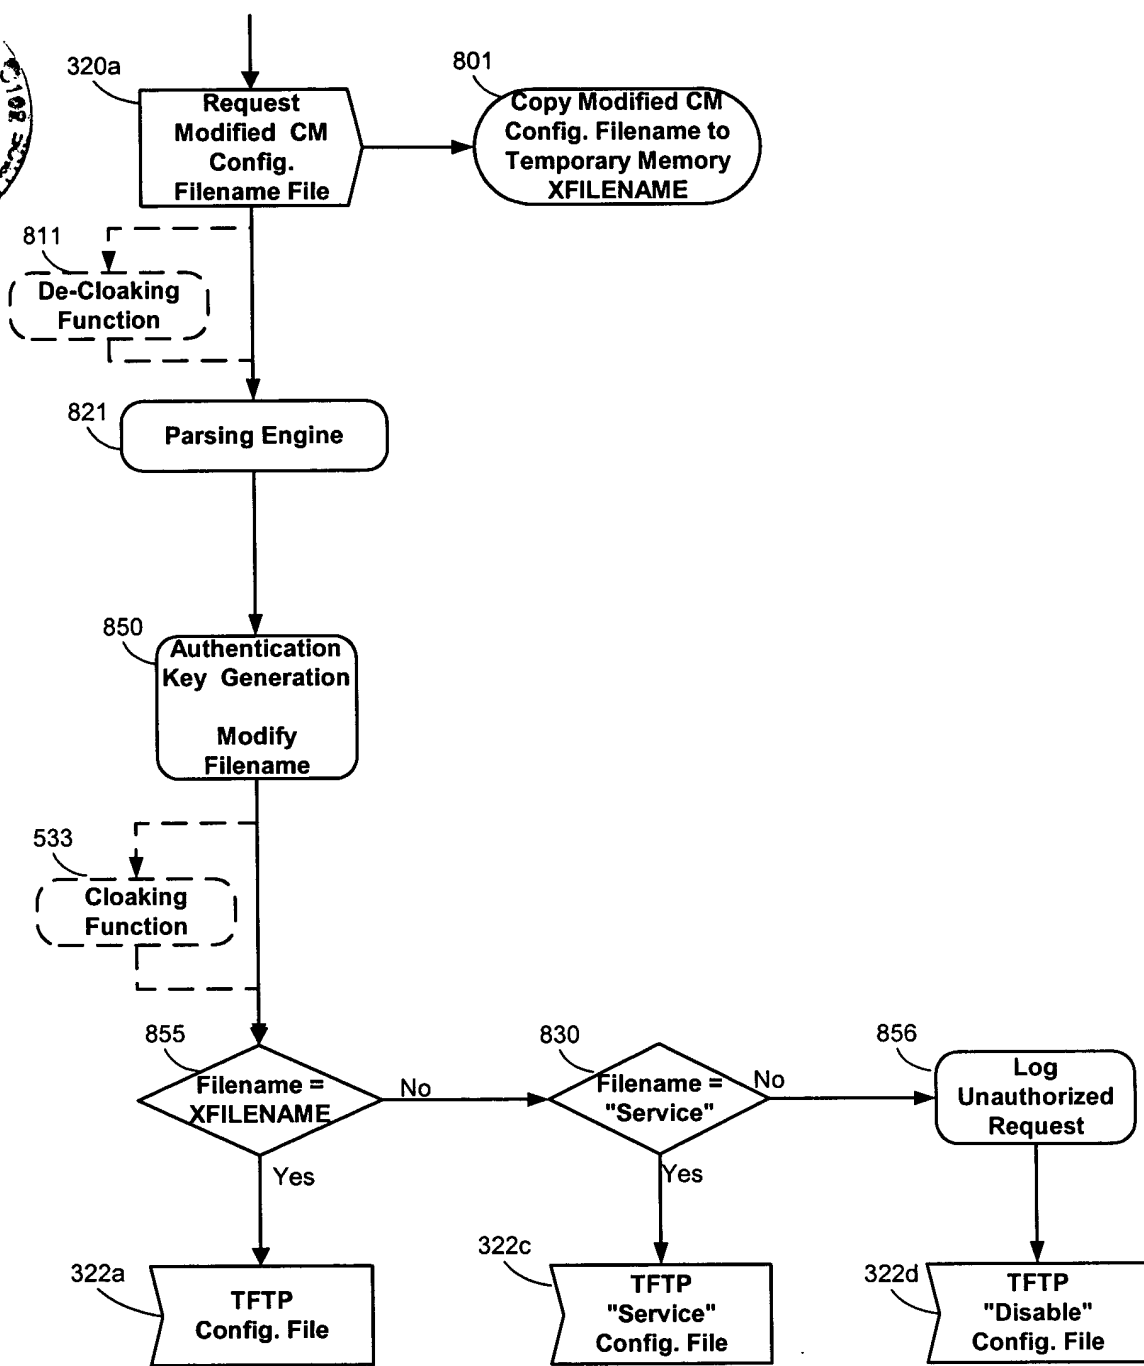 320a
Request
Modified CM
Config.
Filename File
801
Copy Modified CM
Config. Filename to
Temporary Memory
XFILENAME
811
De-Cloaking
Function
821
Parsing Engine
850
Authentication
Key Generation
Modify
Filename
533
Cloaking
Function
855
Filename =
XFILENAME
No
Yes
830
Filename =
"Service"
No
Yes
856
Log
Unauthorized
Request
322a
TFTP
Config. File
322c
TFTP
"Service"
Config. File
322d
TFTP
"Disable"
Config. File